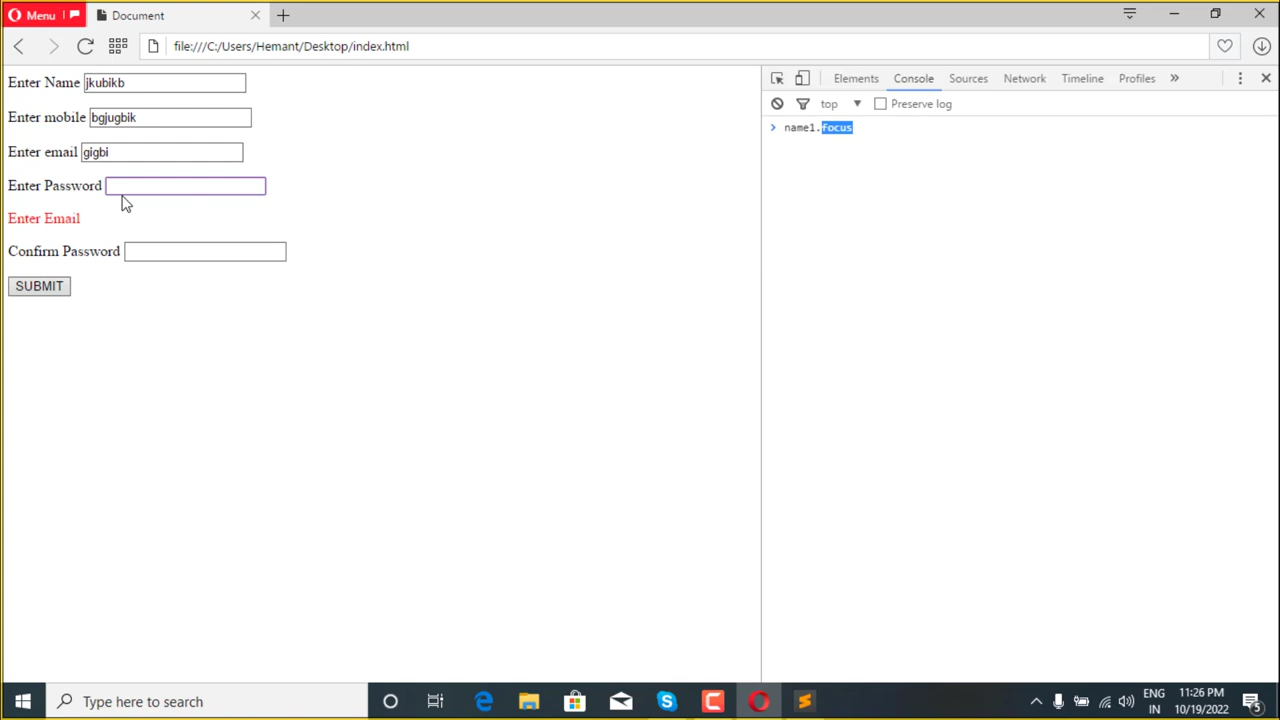 Menu
Document
file:///C:/Users/Hemant/Desktop/index.html
Enter Name jkubikb
Enter mobile bgjugbik
Enter email gigbi
Enter Password
Enter Email
Confirm Password
SUBMIT
Elements Console Sources Network Timeline Profiles »
top Preserve log
> name1.focus
Type here to search
ENG 11:26 PM
IN 10/19/2022 5